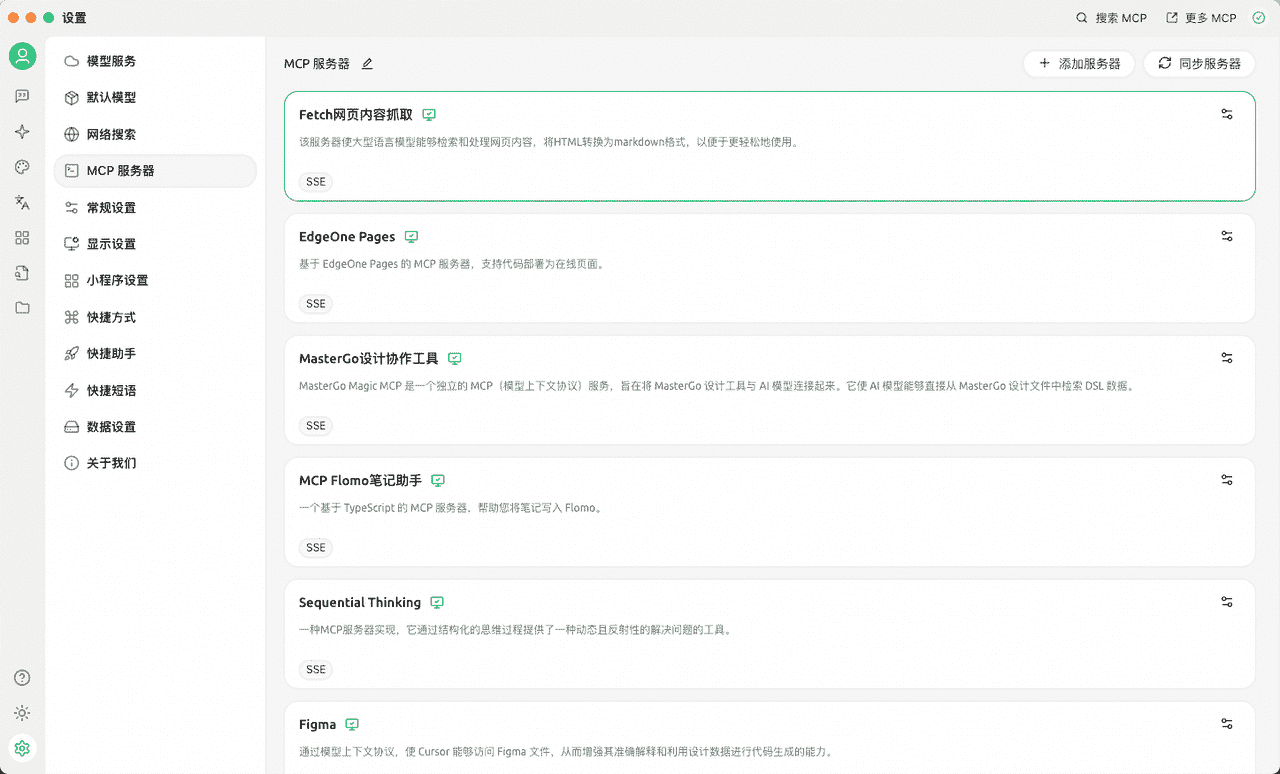 设置
搜索 MCP
更多 MCP
模型服务
默认模型
网络搜索
MCP 服务器
常规设置
显示设置
小程序设置
快捷方式
快捷助手
快捷短语
数据设置
关于我们
MCP 服务器
添加服务器
同步服务器
Fetch网页内容抓取
该服务器使大型语言模型能够检索和处理网页内容，将HTML转换为markdown格式，以便于更轻松地使用。
SSE
EdgeOne Pages
基于 EdgeOne Pages 的 MCP 服务器，支持代码部署为在线页面。
SSE
MasterGo设计协作工具
MasterGo Magic MCP 是一个独立的 MCP（模型上下文协议）服务，旨在将 MasterGo 设计工具与 AI 模型连接起来。它使 AI 模型能够直接从 MasterGo 设计文件中检索 DSL 数据。
SSE
MCP Flomo笔记助手
一个基于 TypeScript 的 MCP 服务器，帮助您将笔记写入 Flomo。
SSE
Sequential Thinking
一种MCP服务器实现，它通过结构化的思维过程提供了一种动态且反射性的解决问题的工具。
SSE
Figma
通过模型上下文协议，使 Cursor 能够访问 Figma 文件，从而增强其准确解释和利用设计数据进行代码生成的能力。